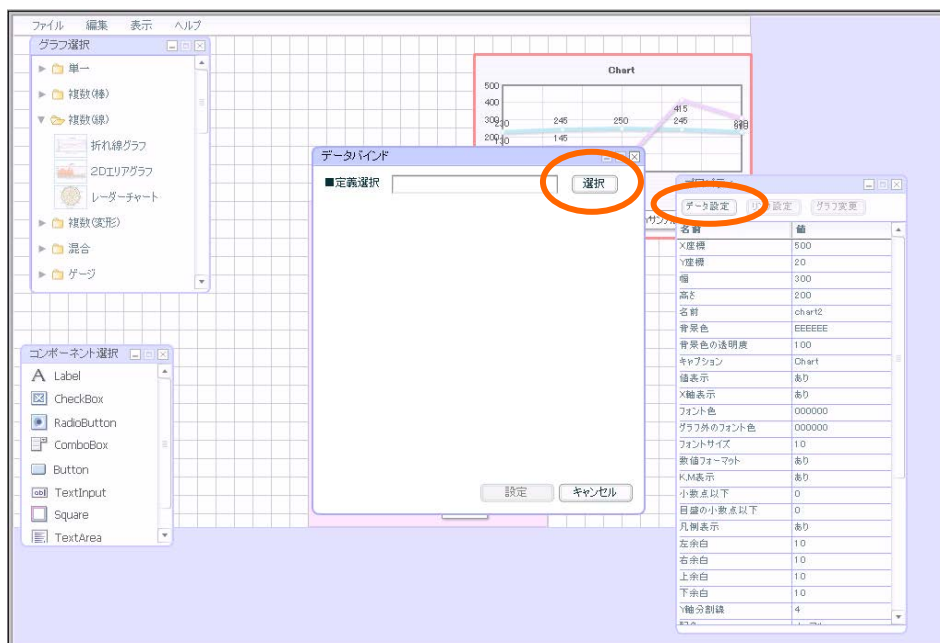 ファイル 編集 表示 ヘルプ
グラフ選択
単一
複数(棒)
複数(線)
折れ線グラフ
2Dエリアグラフ
レーダーチャート
複数(変形)
混合
ゲージ
コンポーネント選択
Label
CheckBox
RadioButton
ComboBox
Button
TextInput
Square
TextArea
Chart
500
400
415
245 250 245
145
データバインド
■定義選択 選択
設定 キャンセル
データ設定 設定 グラフ変更
名前 値
X座標 500
Y座標 20
幅 300
高さ 200
名前 chart2
背景色 EEEEEE
背景色の透明度 100
キャプション Chart
値表示 あり
X軸表示 あり
フォント色 000000
グラフ外のフォント色 000000
フォントサイズ 10
数値フォーマット あり
K,M表示 あり
小数点以下 0
目盛の小数点以下 0
凡例表示 あり
左余白 10
右余白 10
上余白 10
下余白 10
Y軸分割線 4